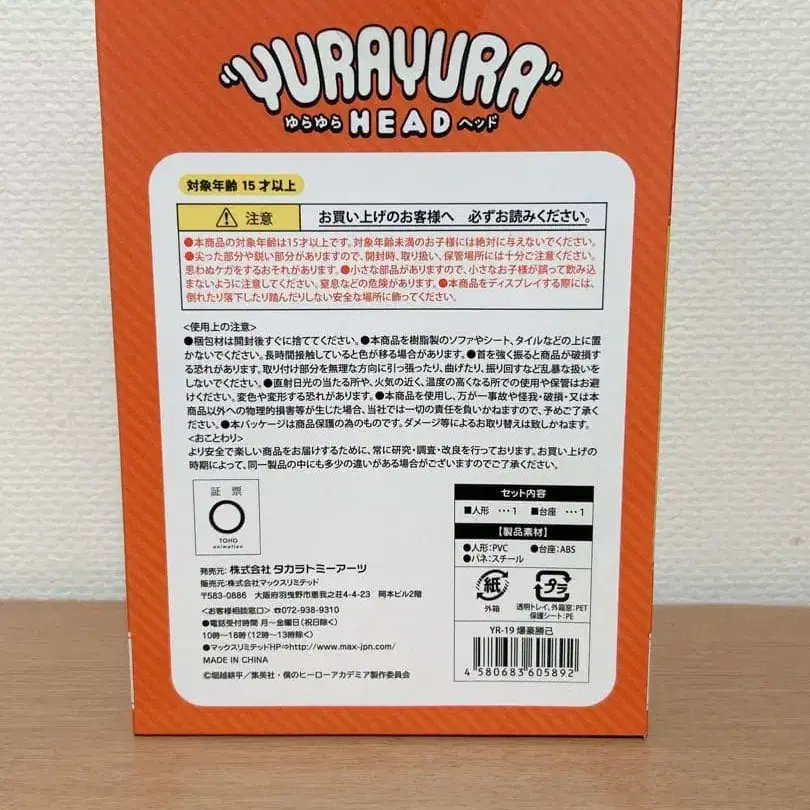 YURAYURA
ゆらゆら HEAD ヘッド
対象年齢 15 才以上
注意 お買い上げのお客様へ 必ずお読みください。
●本商品の対象年齢は15才以上です。対象年齢未満のお子様には絶対に与えないでください。
●尖った部分や鋭い部分がありますので、開封時、取り扱い、保管場所には十分ご注意ください。
思わぬケガをするおそれがあります。●小さな部品がありますので、小さなお子様が誤って飲み込
まないように注意してください。窒息などの危険があります。●本商品をディスプレイする際には、
倒れたり落下したり踏んだりしない安全な場所に飾ってください。
<使用上の注意>
●梱包材は開封後すぐに捨ててください。●本商品を樹脂製のソファやシート、タイルなどの上に置
かないでください。長時間接触していると色が移る場合があります。●首を強く振ると商品が破損す
る恐れがあります。取り付け部分を無理な方向に引っ張ったり、曲げたり、振り回すなど乱暴な扱いを
しないでください。●直射日光の当たる所や、火気の近く、温度の高くなる所での使用や保管はお避
けください。変色や変形する恐れがあります。●本商品を使用し、万が一事故や怪我・破損・又は本
商品以外への物理的損害等が生じた場合、当社では一切の責任を負いかねますので、予めご了承く
ださい。●本パッケージは商品保護の為のものです。ダメージ等によるお取り替えは致しかねます。
<おことわり>
より安全で楽しい商品をお届けするために、常に研究・調査・改良を行っております。お買い上げの
時期によって、同一製品の中にも多少の違いがある場合がございますのでご了承ください。
証 票
TOHO
animation
セット内容
■人形 ･･･1 ■台座 ･･･1
【製品素材】
●人形:PVC ●台座:ABS
●バネ:スチール
紙
外箱
プラ
透明トレイ、外箱窓:PET
保護シート:PE
発売元: 株式会社 タカラトミーアーツ
販売元:株式会社マックスリミテッド
〒583-0886 大阪府羽曳野市恵我之荘4-4-23 岡本ビル2階
<お客様相談窓口> ☎072-938-9310
●電話受付時間 月〜金曜日(祝日除く)
10時〜18時(12時〜13時除く)
●マックスリミテッドHP⇒http://www.max-jpn.com/
MADE IN CHINA
©堀越耕平／集英社・僕のヒーローアカデミア製作委員会
YR-19 爆豪勝己
4 580683 605892